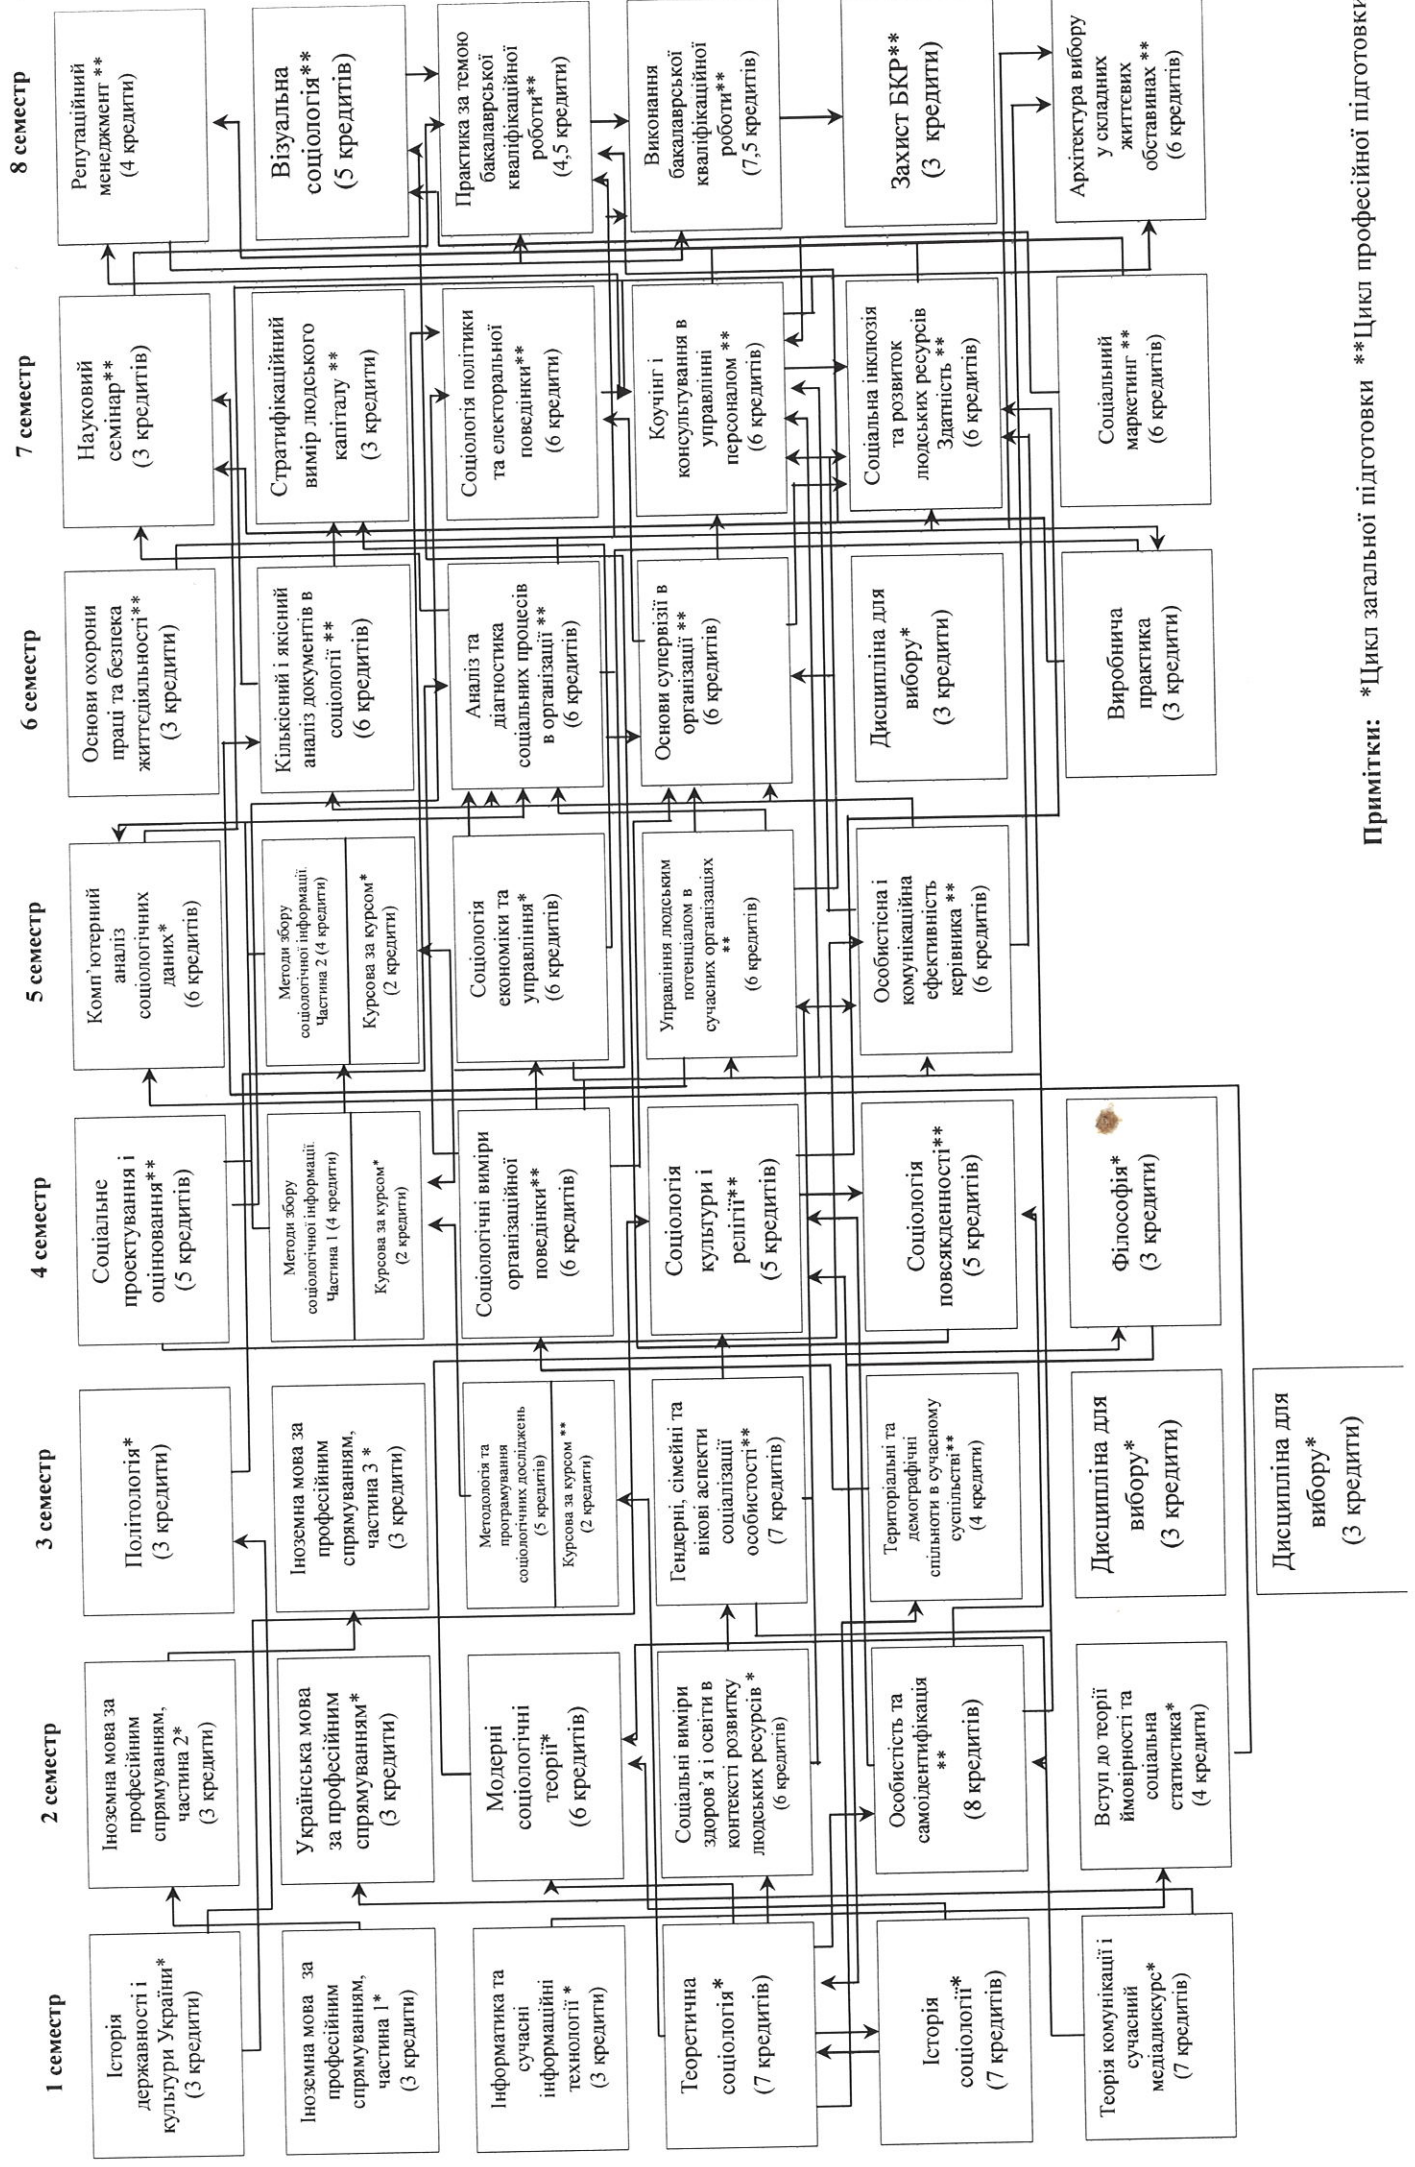 1 семестр
Історія
державності і
культури України*
(3 кредити)
Іноземна мова за
професійним
спрямуванням,
частина 1*
(3 кредити)
Інформатика та
сучасні
інформаційні
технології *
(3 кредити)
Теоретична
соціологія*
(7 кредитів)
Історія
соціології*
(7 кредитів)
Теорія комунікації і
сучасний
медіадискурс*
(7 кредитів)
2 семестр
Іноземна мова за
професійним
спрямуванням,
частина 2*
(3 кредити)
Українська мова
за професійним
спрямуванням*
(3 кредити)
Модерні
соціологічні
теорії*
(6 кредитів)
Соціальні виміри
здоров'я і освіти в
контексті розвитку
людських ресурсів *
(6 кредитів)
Особистість та
самоідентифікація
**
(8 кредитів)
Вступ до теорії
ймовірності та
соціальна
статистика*
(4 кредити)
3 семестр
Політологія*
(3 кредити)
Іноземна мова за
професійним
спрямуванням,
частина 3 *
(3 кредити)
Методологія та
програмування
соціологічних досліджень
(5 кредитів)
Курсова за курсом **
(2 кредити)
Гендерні, сімейні та
вікові аспекти
соціалізації
особистості**
(7 кредитів)
Територіальні та
демографічні
спільноти в сучасному
суспільстві**
(4 кредити)
Дисципліна для
вибору*
(3 кредити)
Дисципліна для
вибору*
(3 кредити)
4 семестр
Соціальне
проектування і
оцінювання**
(5 кредитів)
Методи збору
соціологічної інформації.
Частина 1 (4 кредити)
Курсова за курсом*
(2 кредити)
Соціологічні виміри
організаційної
поведінки**
(6 кредитів)
Соціологія
культури і
релігії**
(5 кредитів)
Соціологія
повсякденності**
(5 кредитів)
Філософія*
(3 кредити)
5 семестр
Комп'ютерний
аналіз
соціологічних
даних*
(6 кредитів)
Методи збору
соціологічної інформації.
Частина 2 (4 кредити)
Курсова за курсом*
(2 кредити)
Соціологія
економіки та
управління*
(6 кредитів)
Управління людським
потенціалом в
сучасних організаціях
**
(6 кредитів)
Особистісна і
комунікаційна
ефективність
керівника **
(6 кредитів)
6 семестр
Основи охорони
праці та безпека
життєдіяльності**
(3 кредити)
Кількісний і якісний
аналіз документів в
соціології **
(6 кредитів)
Аналіз та
діагностика
соціальних процесів
в організації **
(6 кредитів)
Основи супервізії в
організації **
(6 кредитів)
Дисципліна для
вибору*
(3 кредити)
Виробнича
практика
(3 кредити)
7 семестр
Науковий
семінар**
(3 кредитів)
Стратифікаційний
вимір людського
капіталу **
(3 кредити)
Соціологія політики
та електоральної
поведінки**
(6 кредитів)
Коучінг і
консультування в
управлінні
персоналом **
(6 кредитів)
Соціальна інклюзія
та розвиток
людських ресурсів
Здатність **
(6 кредитів)
Соціальний
маркетинг **
(6 кредитів)
8 семестр
Репутаційний
менеджмент **
(4 кредити)
Візуальна
соціологія**
(5 кредитів)
Практика за темою
бакалаврської
кваліфікаційної
роботи**
(4,5 кредити)
Виконання
бакалаврської
кваліфікаційної
роботи**
(7,5 кредитів)
Захист БКР**
(3 кредити)
Архітектура вибору
у складних
життєвих
обставинах **
(6 кредитів)
Примітки: *Цикл загальної підготовки **Цикл професійної підготовки